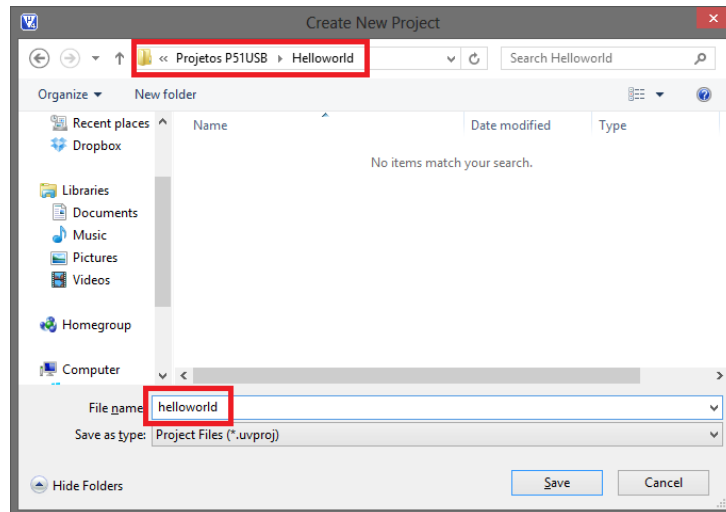 Create New Project
« Projetos P51USB Helloworld
Search Helloworld
Organize
New folder
Name
Date modified
Type
Recent places
Dropbox
No items match your search.
Libraries
Documents
Music
Pictures
Videos
Homegroup
Computer
File name: helloworld
Save as type: Project Files (*.uvproj)
Hide Folders
Save
Cancel